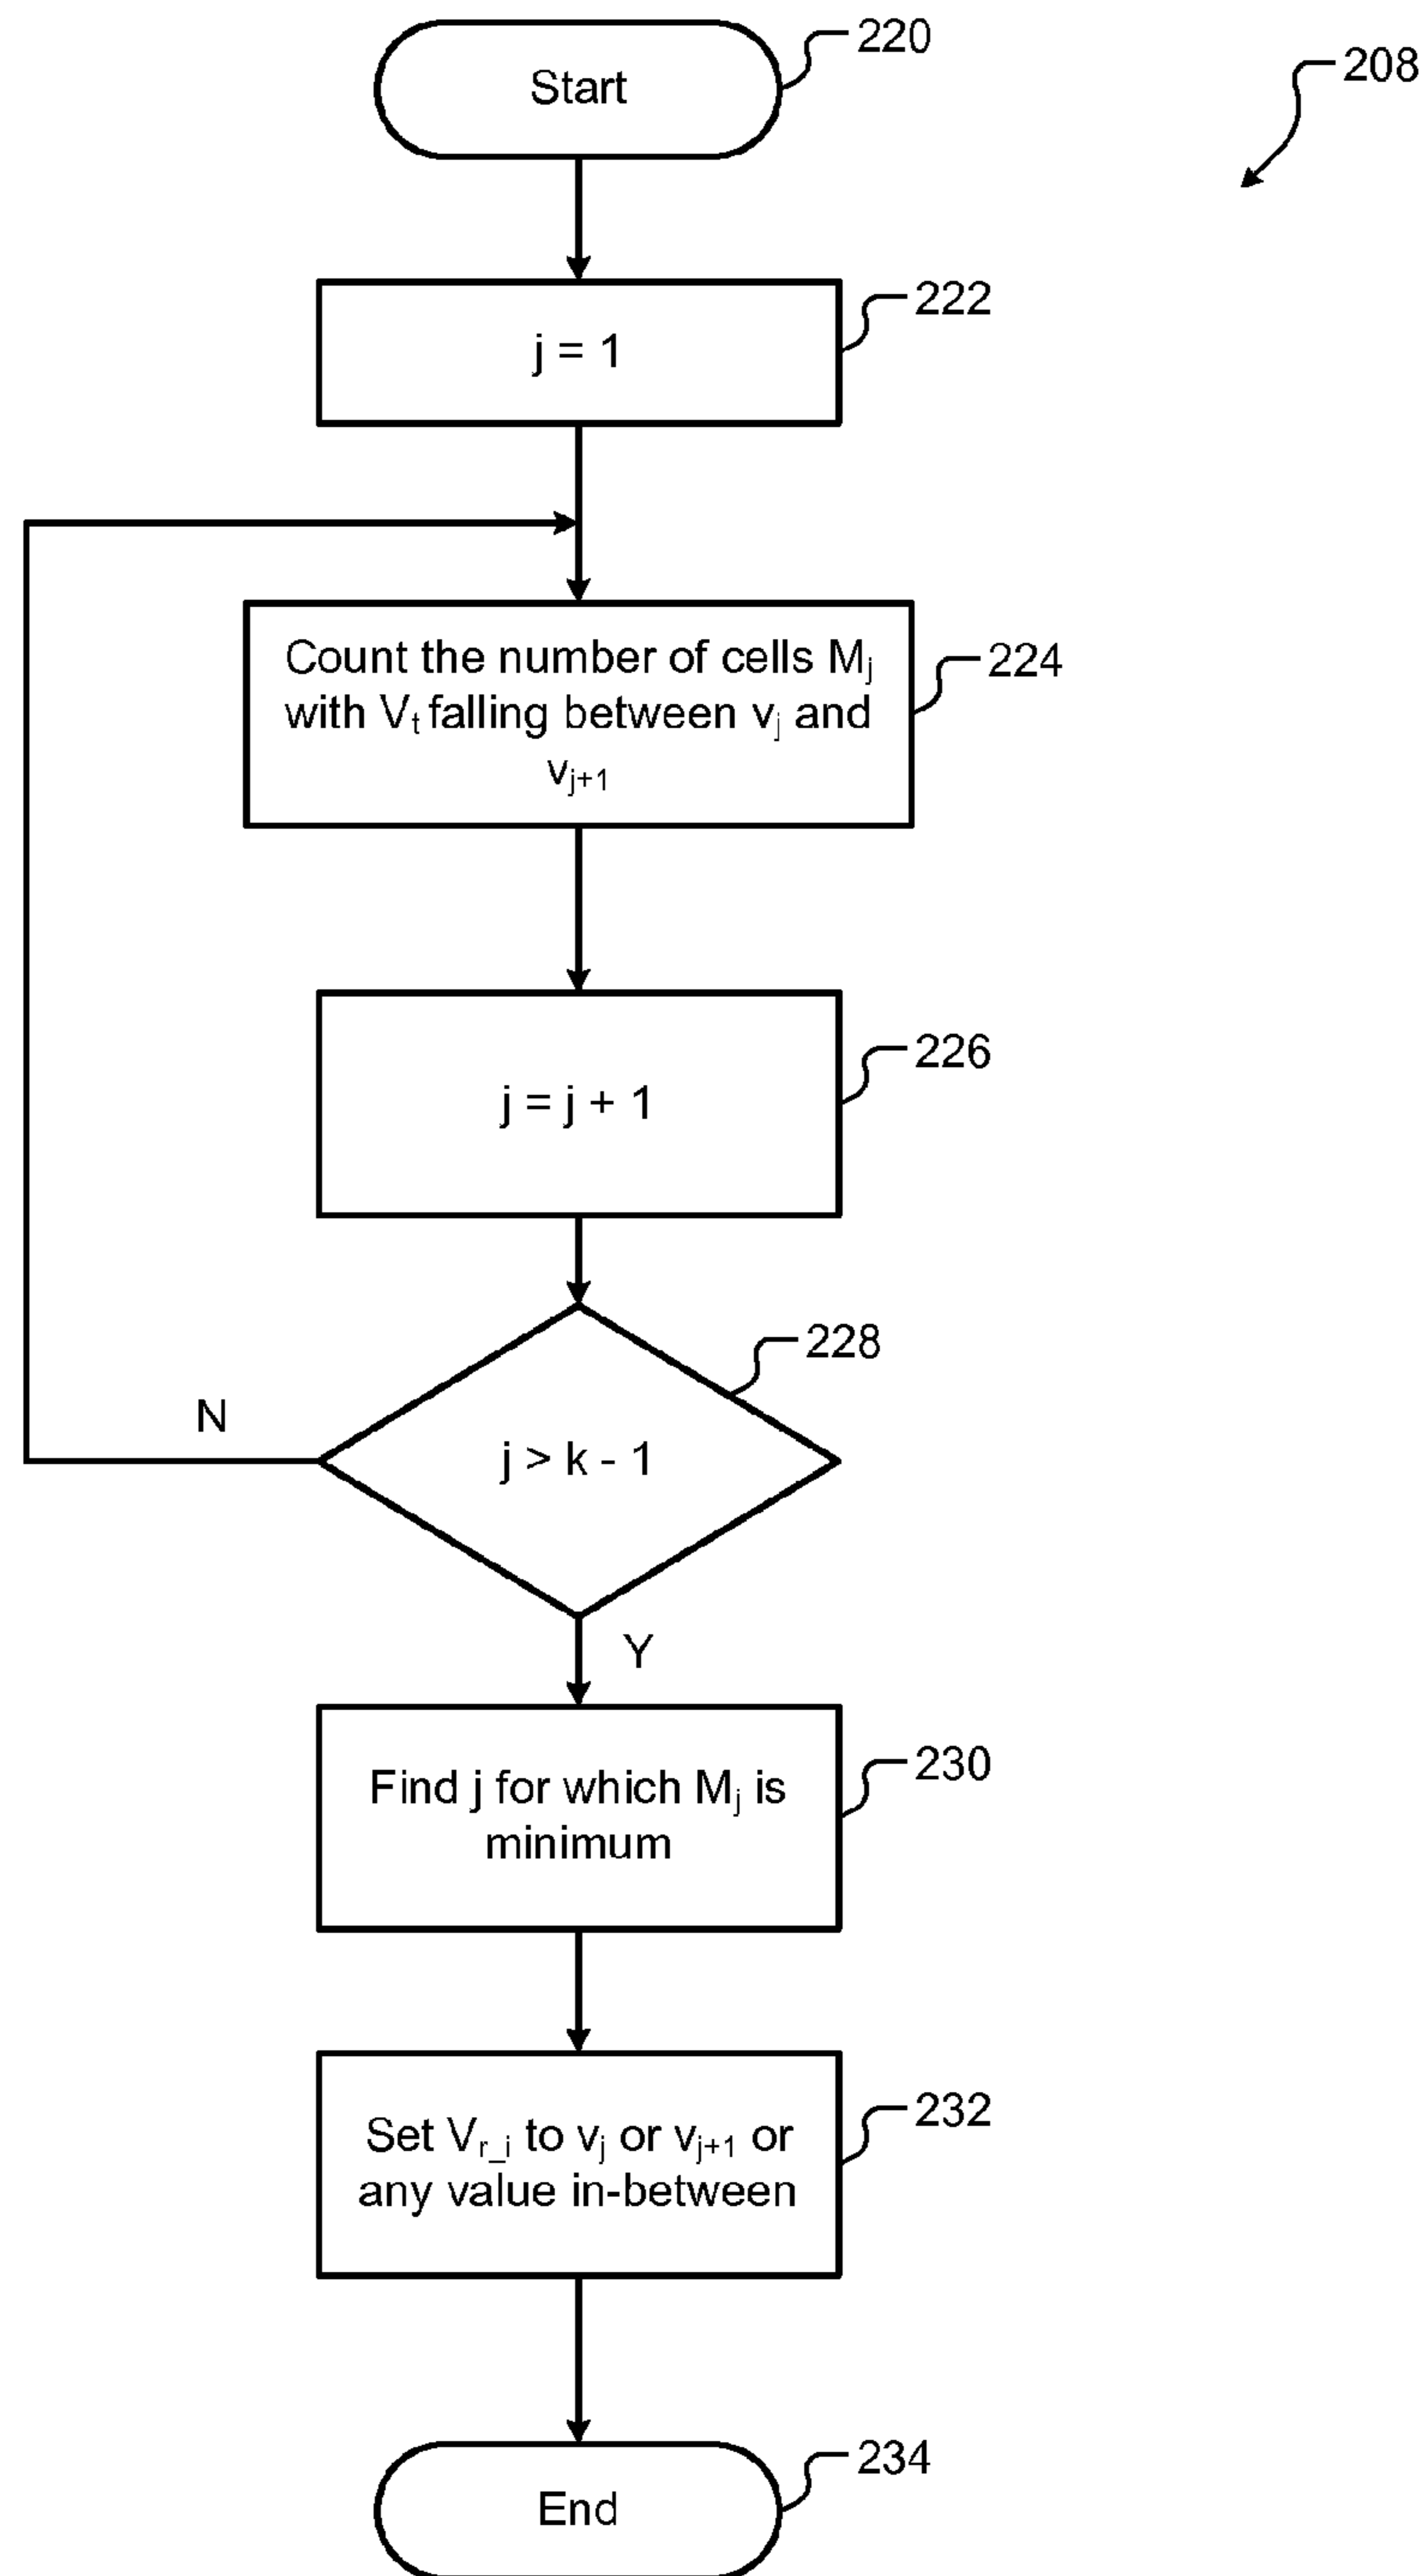 Start
220
208
j = 1
222
Count the number of cells Mj
with Vt falling between vj and
vj+1
224
j = j + 1
226
j > k - 1
228
N
Y
Find j for which Mj is
minimum
230
Set Vr_i to vj or vj+1 or
any value in-between
232
End
234